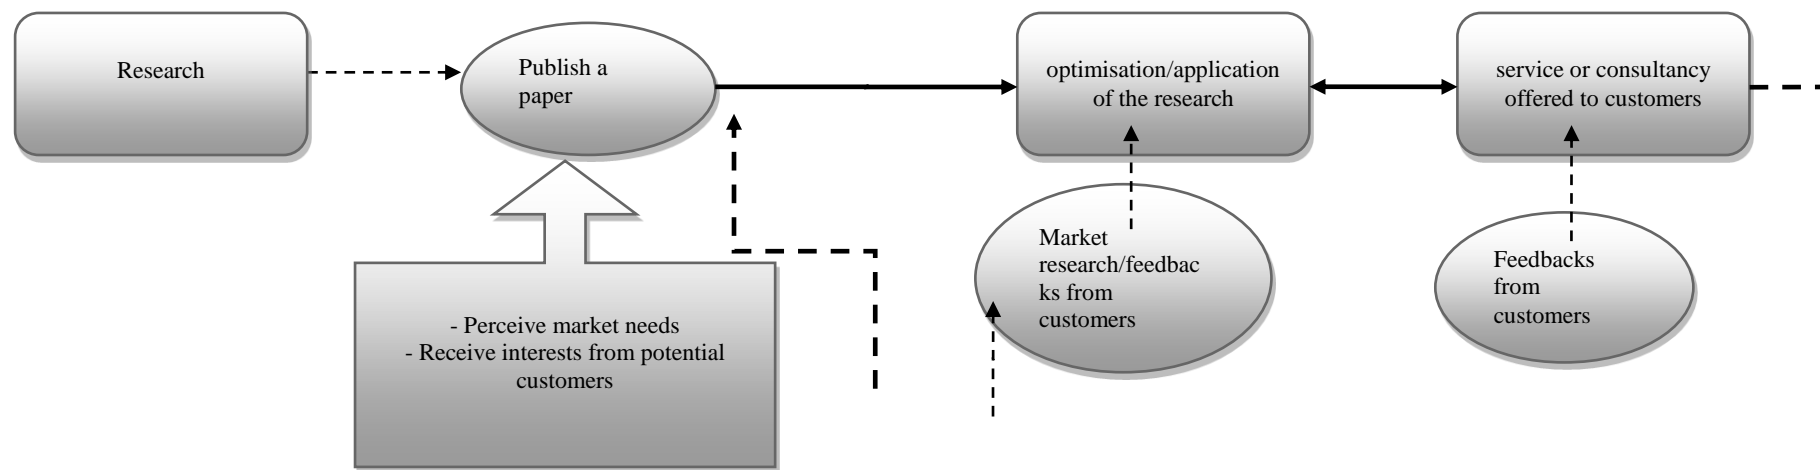 Research
Publish a
paper
optimisation/application
of the research
service or consultancy
offered to customers
- Perceive market needs
- Receive interests from potential
customers
Market
research/feedbac
ks from
customers
Feedbacks
from
customers